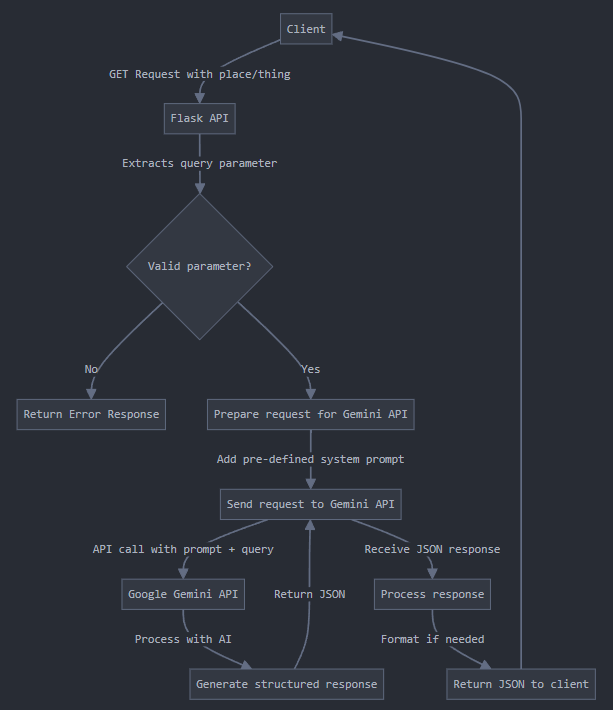 Client
GET Request with place/thing
Flask API
Extracts query parameter
Valid parameter?
No
Yes
Return Error Response
Prepare request for Gemini API
Add pre-defined system prompt
Send request to Gemini API
API call with prompt + query
Receive JSON response
Google Gemini API
Return JSON
Process response
Process with AI
Format if needed
Generate structured response
Return JSON to client